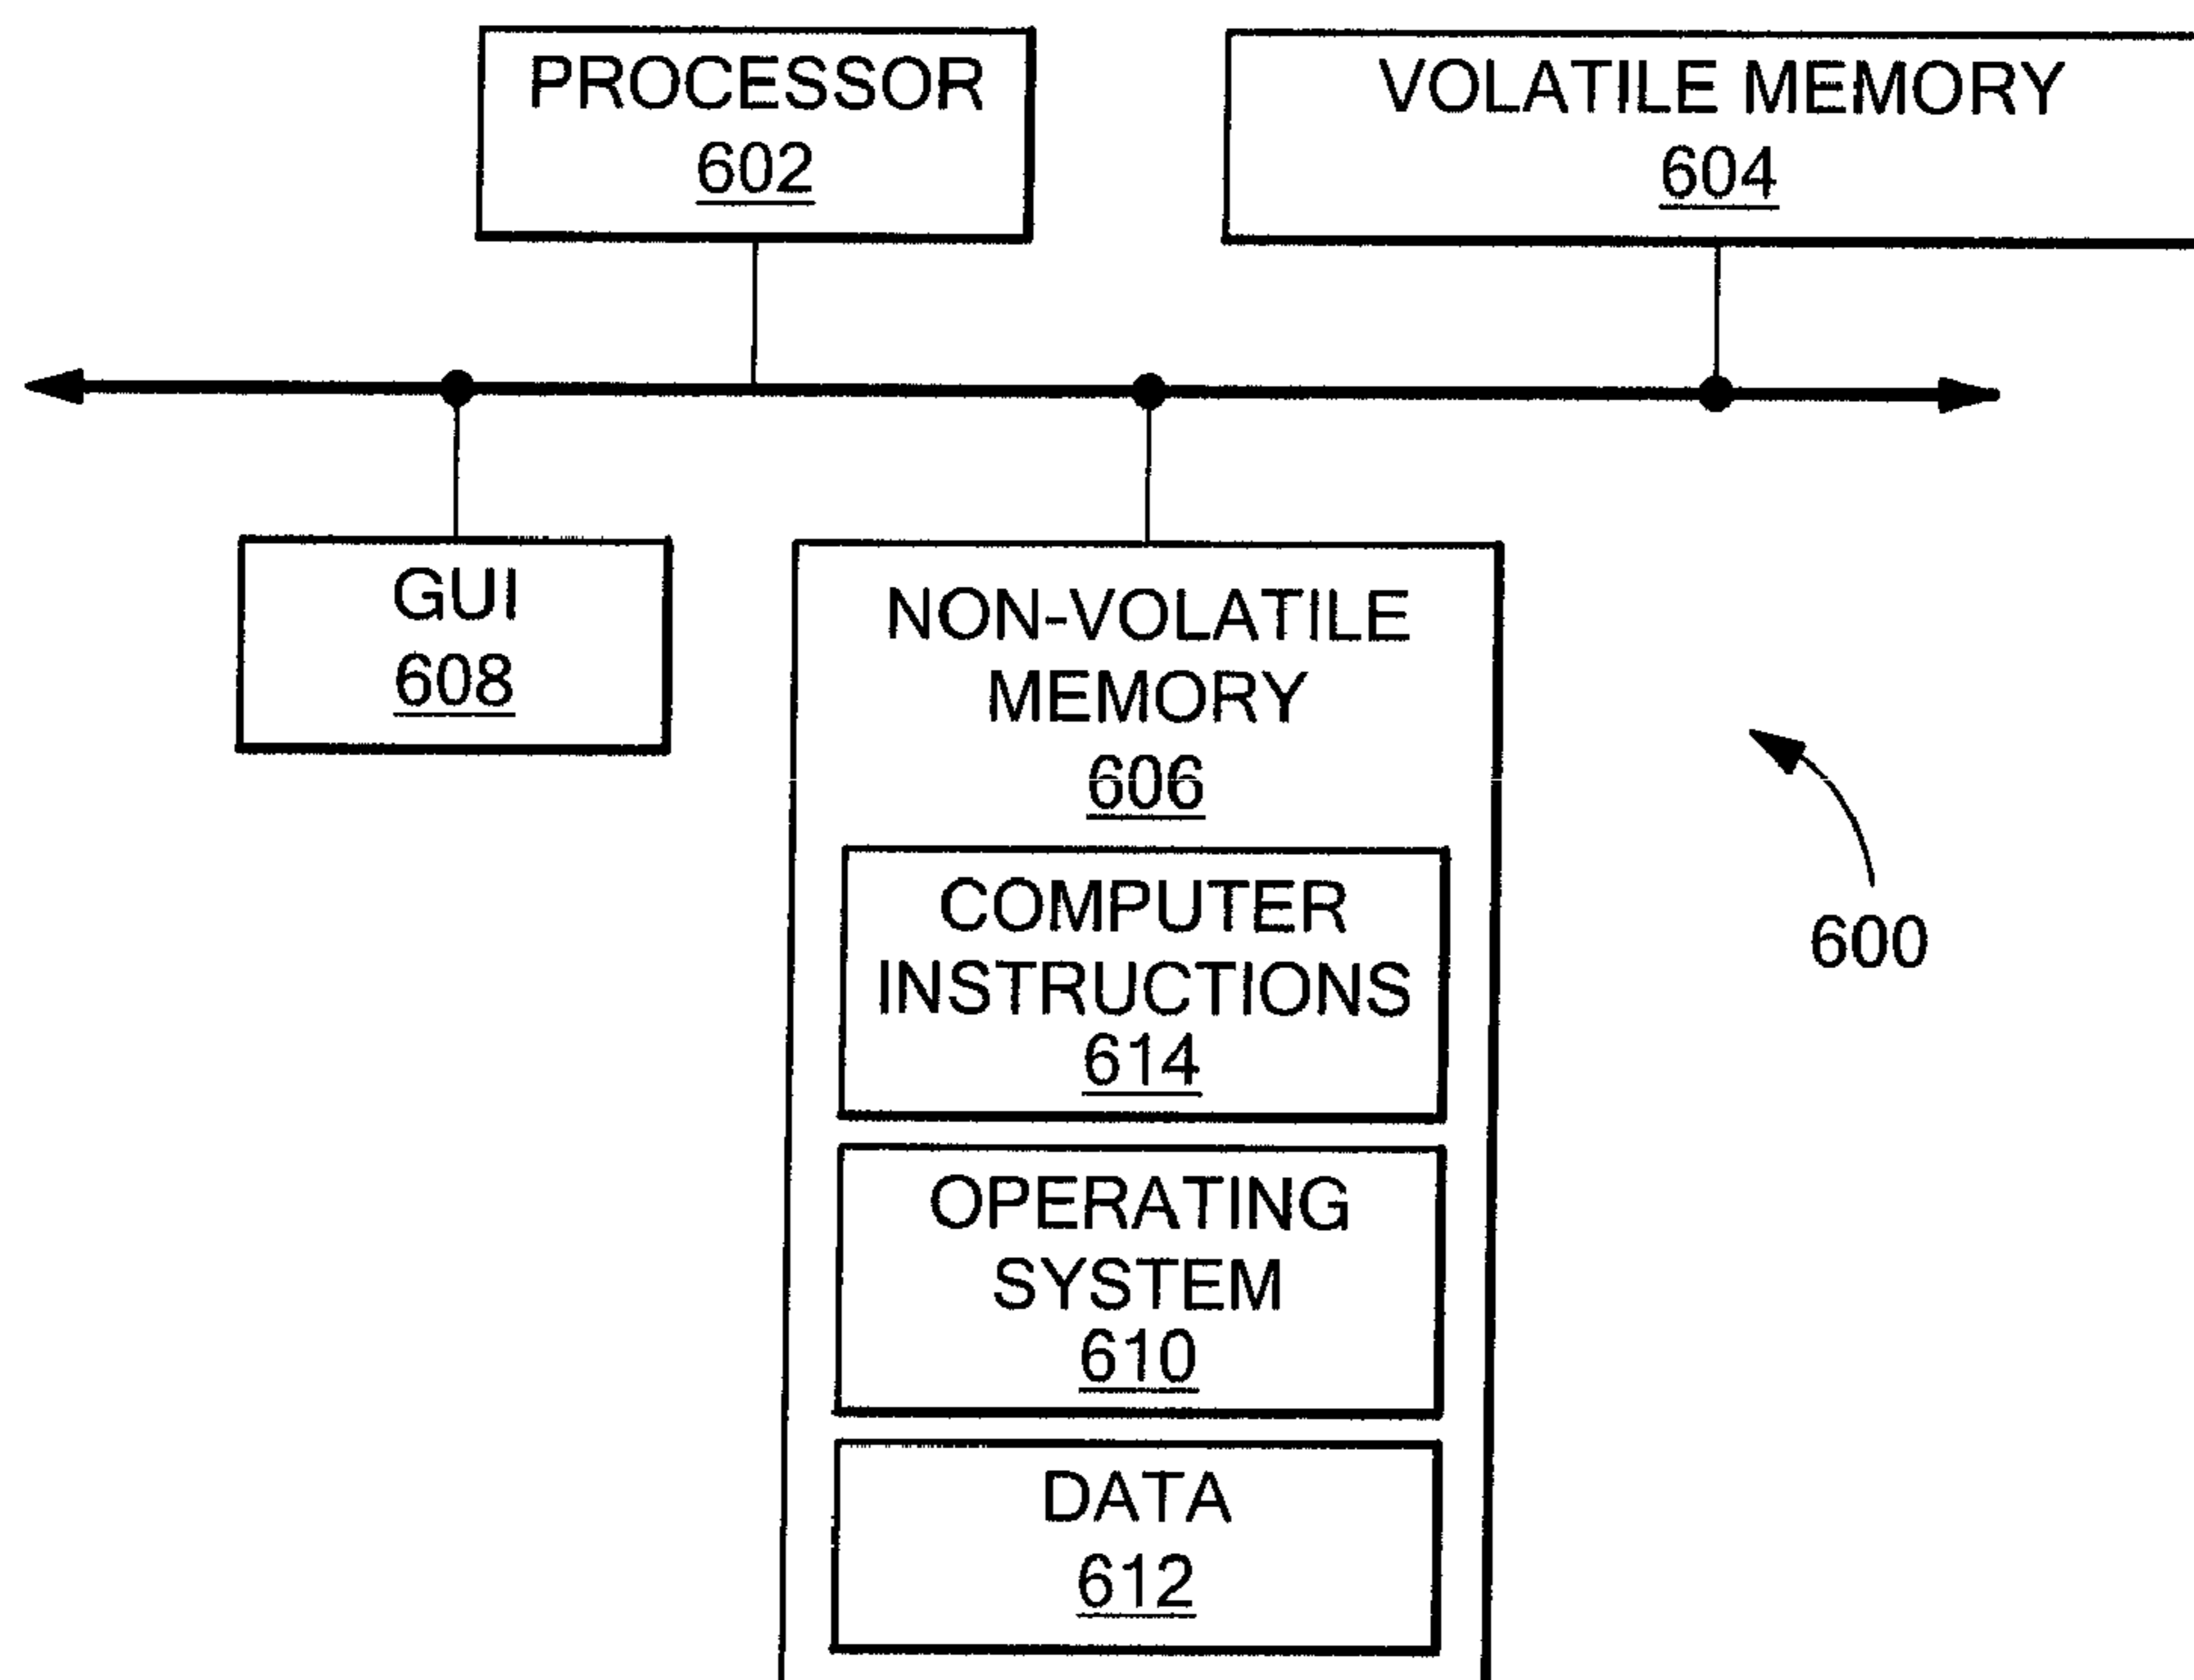 PROCESSOR
602
VOLATILE MEMORY
604
GUI
608
NON-VOLATILE
MEMORY
606
COMPUTER
INSTRUCTIONS
614
OPERATING
SYSTEM
610
DATA
612
600